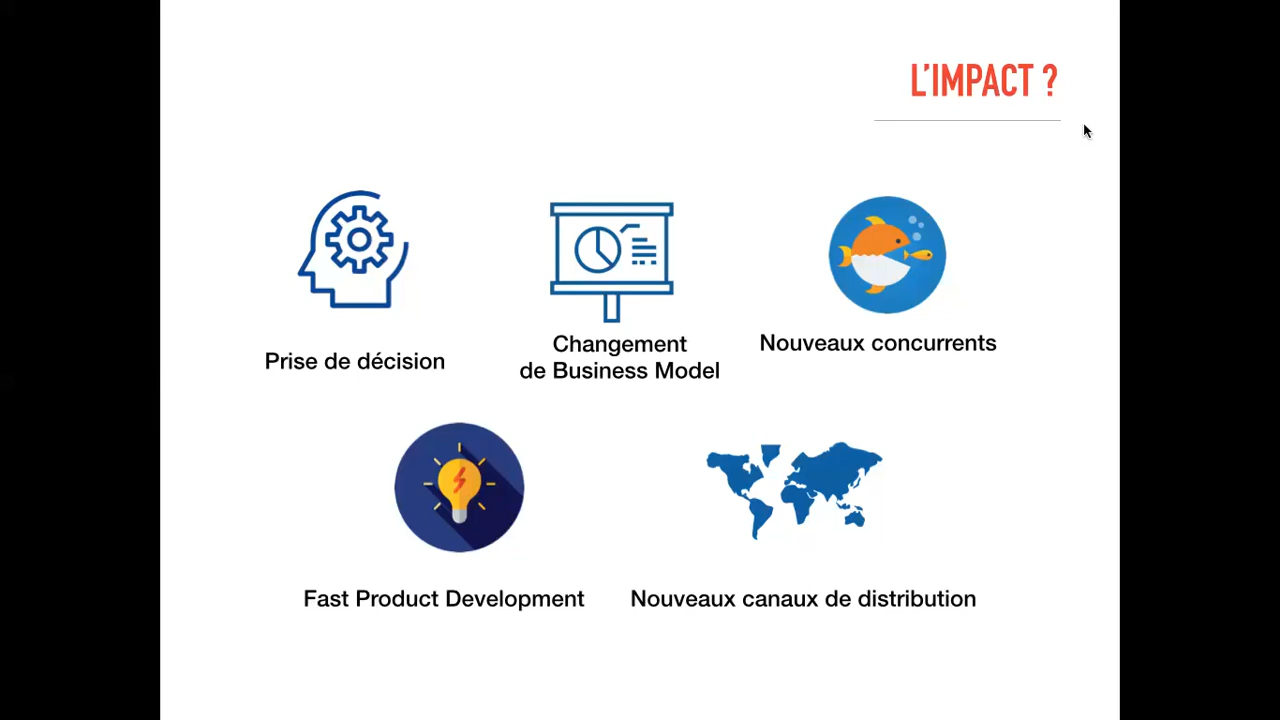 L'IMPACT ?
Prise de décision
Changement
de Business Model
Nouveaux concurrents
Fast Product Development
Nouveaux canaux de distribution